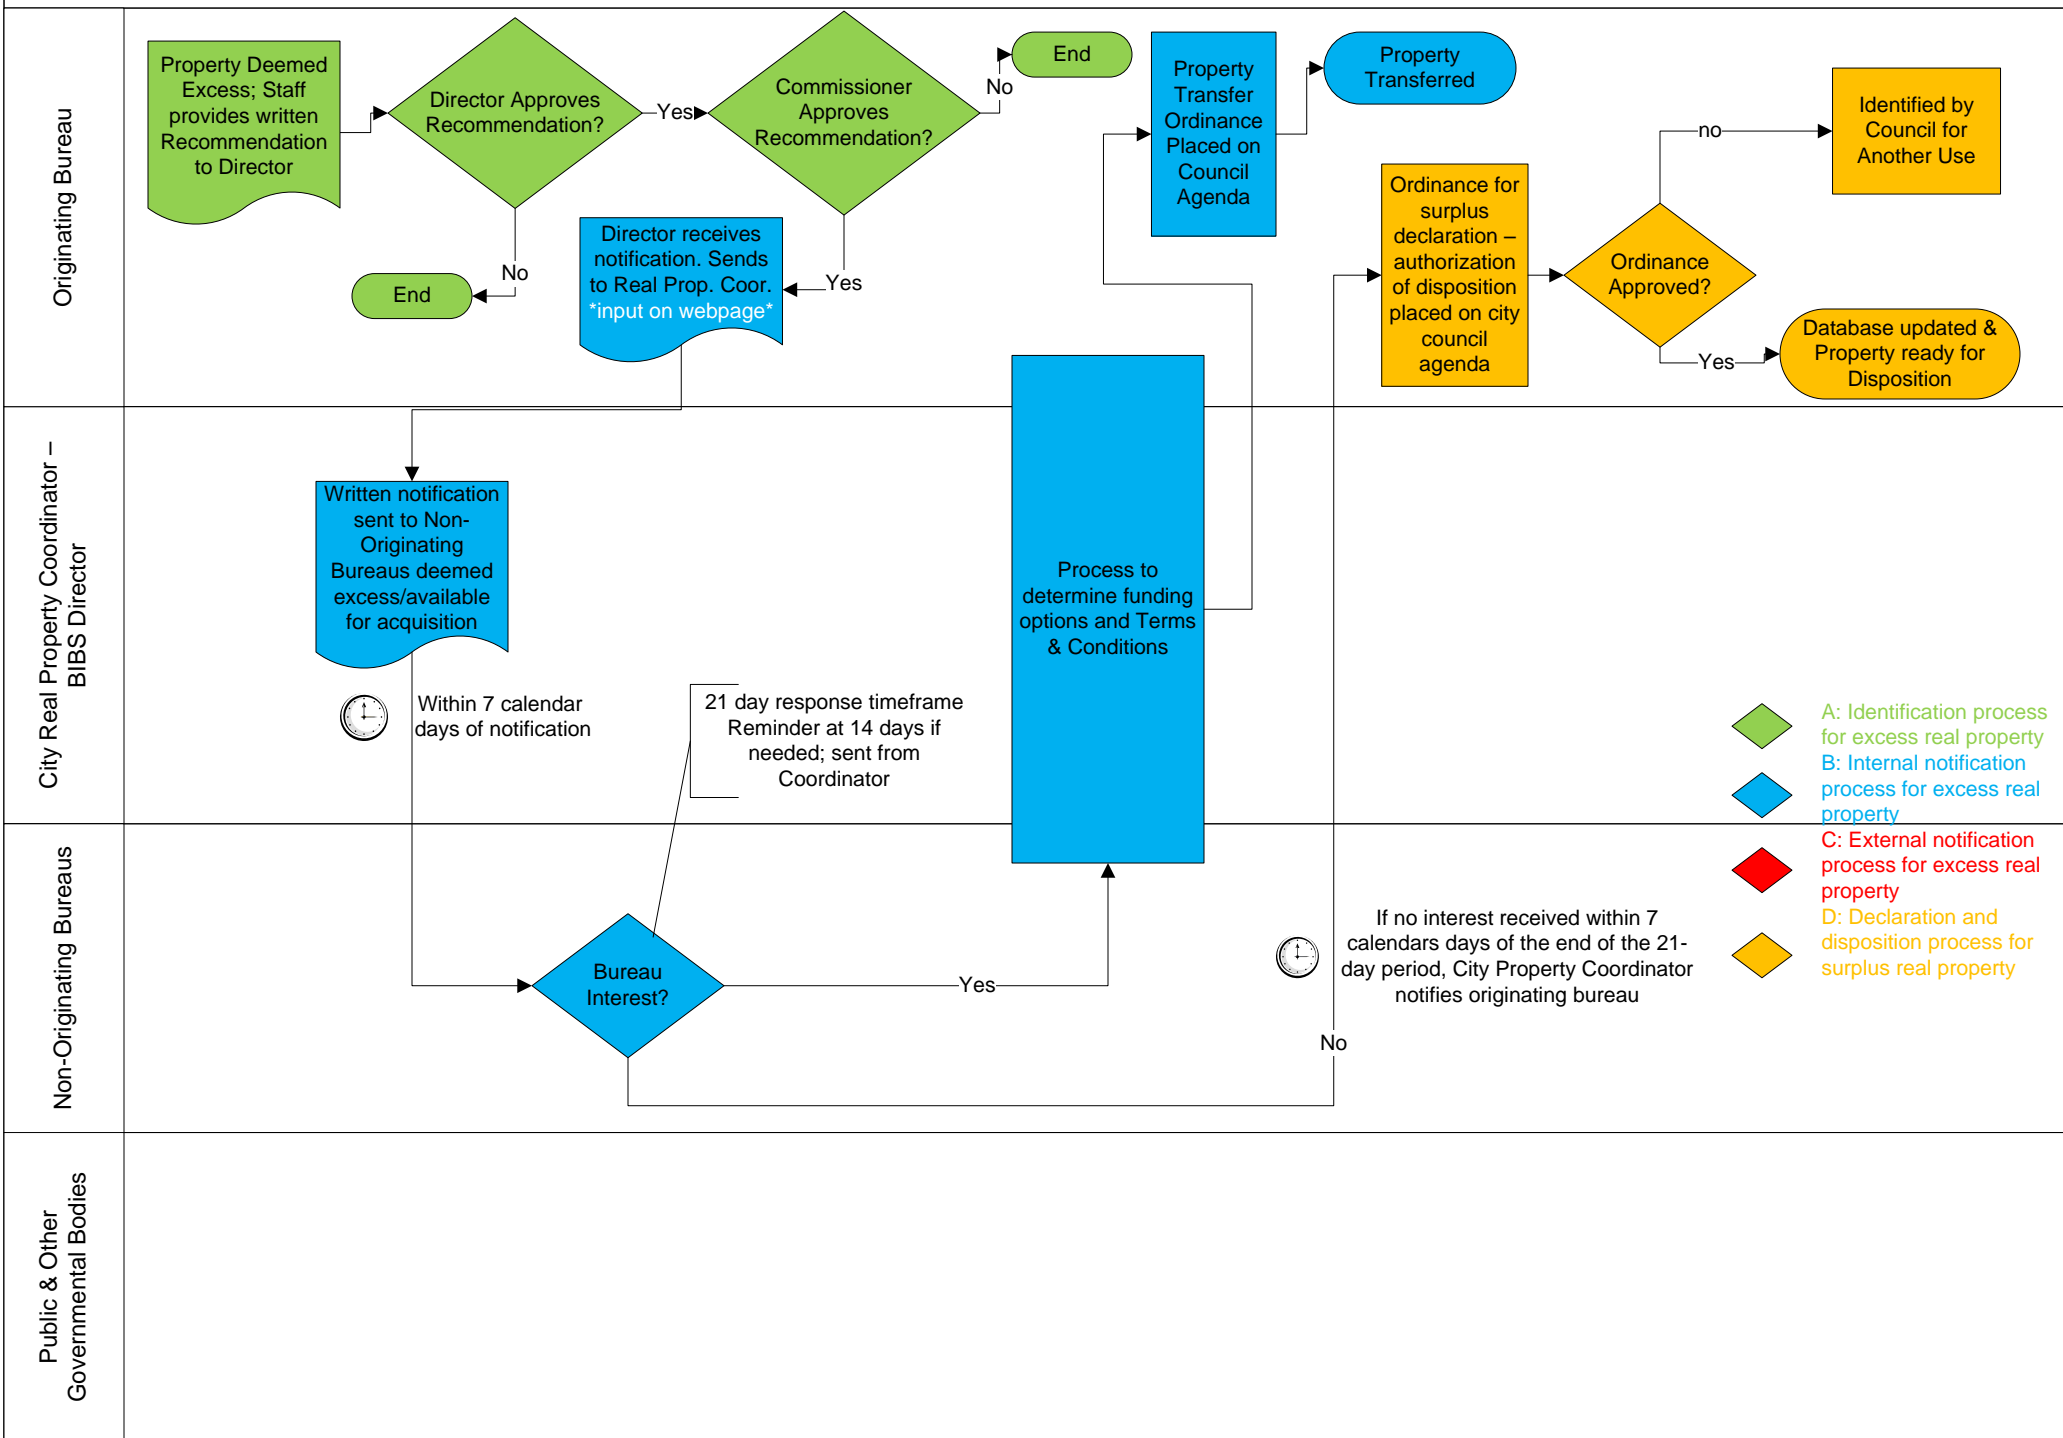 Originating Bureau
Property Deemed
Excess; Staff
provides written
Recommendation
to Director
Director Approves
Recommendation?
Yes
No
End
Commissioner
Approves
Recommendation?
No
End
Yes
Director receives
notification. Sends
to Real Prop. Coor.
*input on webpage*
Property
Transfer
Ordinance
Placed on
Council
Agenda
Property
Transferred
Ordinance for
surplus
declaration –
authorization
of disposition
placed on city
council
agenda
Ordinance
Approved?
no
Identified by
Council for
Another Use
Yes
Database updated &
Property ready for
Disposition
City Real Property Coordinator –
BIBS Director
Written notification
sent to Non-
Originating
Bureaus deemed
excess/available
for acquisition
Within 7 calendar
days of notification
21 day response timeframe
Reminder at 14 days if
needed; sent from
Coordinator
Process to
determine funding
options and Terms
& Conditions
A: Identification process
for excess real property
B: Internal notification
process for excess real
property
C: External notification
process for excess real
property
D: Declaration and
disposition process for
surplus real property
Non-Originating Bureaus
Bureau
Interest?
Yes
No
If no interest received within 7
calendars days of the end of the 21-
day period, City Property Coordinator
notifies originating bureau
Public & Other
Governmental Bodies